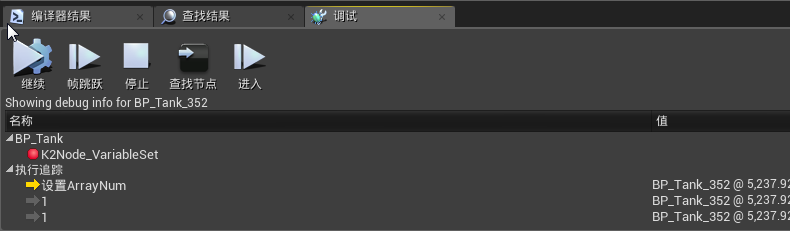 编译器结果 查找结果 调试
继续 帧跳跃 停止 查找节点 进入
Showing debug info for BP_Tank_352
名称 值
BP_Tank
K2Node_VariableSet
执行追踪
设置ArrayNum BP_Tank_352 @ 5,237.92
1 BP_Tank_352 @ 5,237.92
1 BP_Tank_352 @ 5,237.92